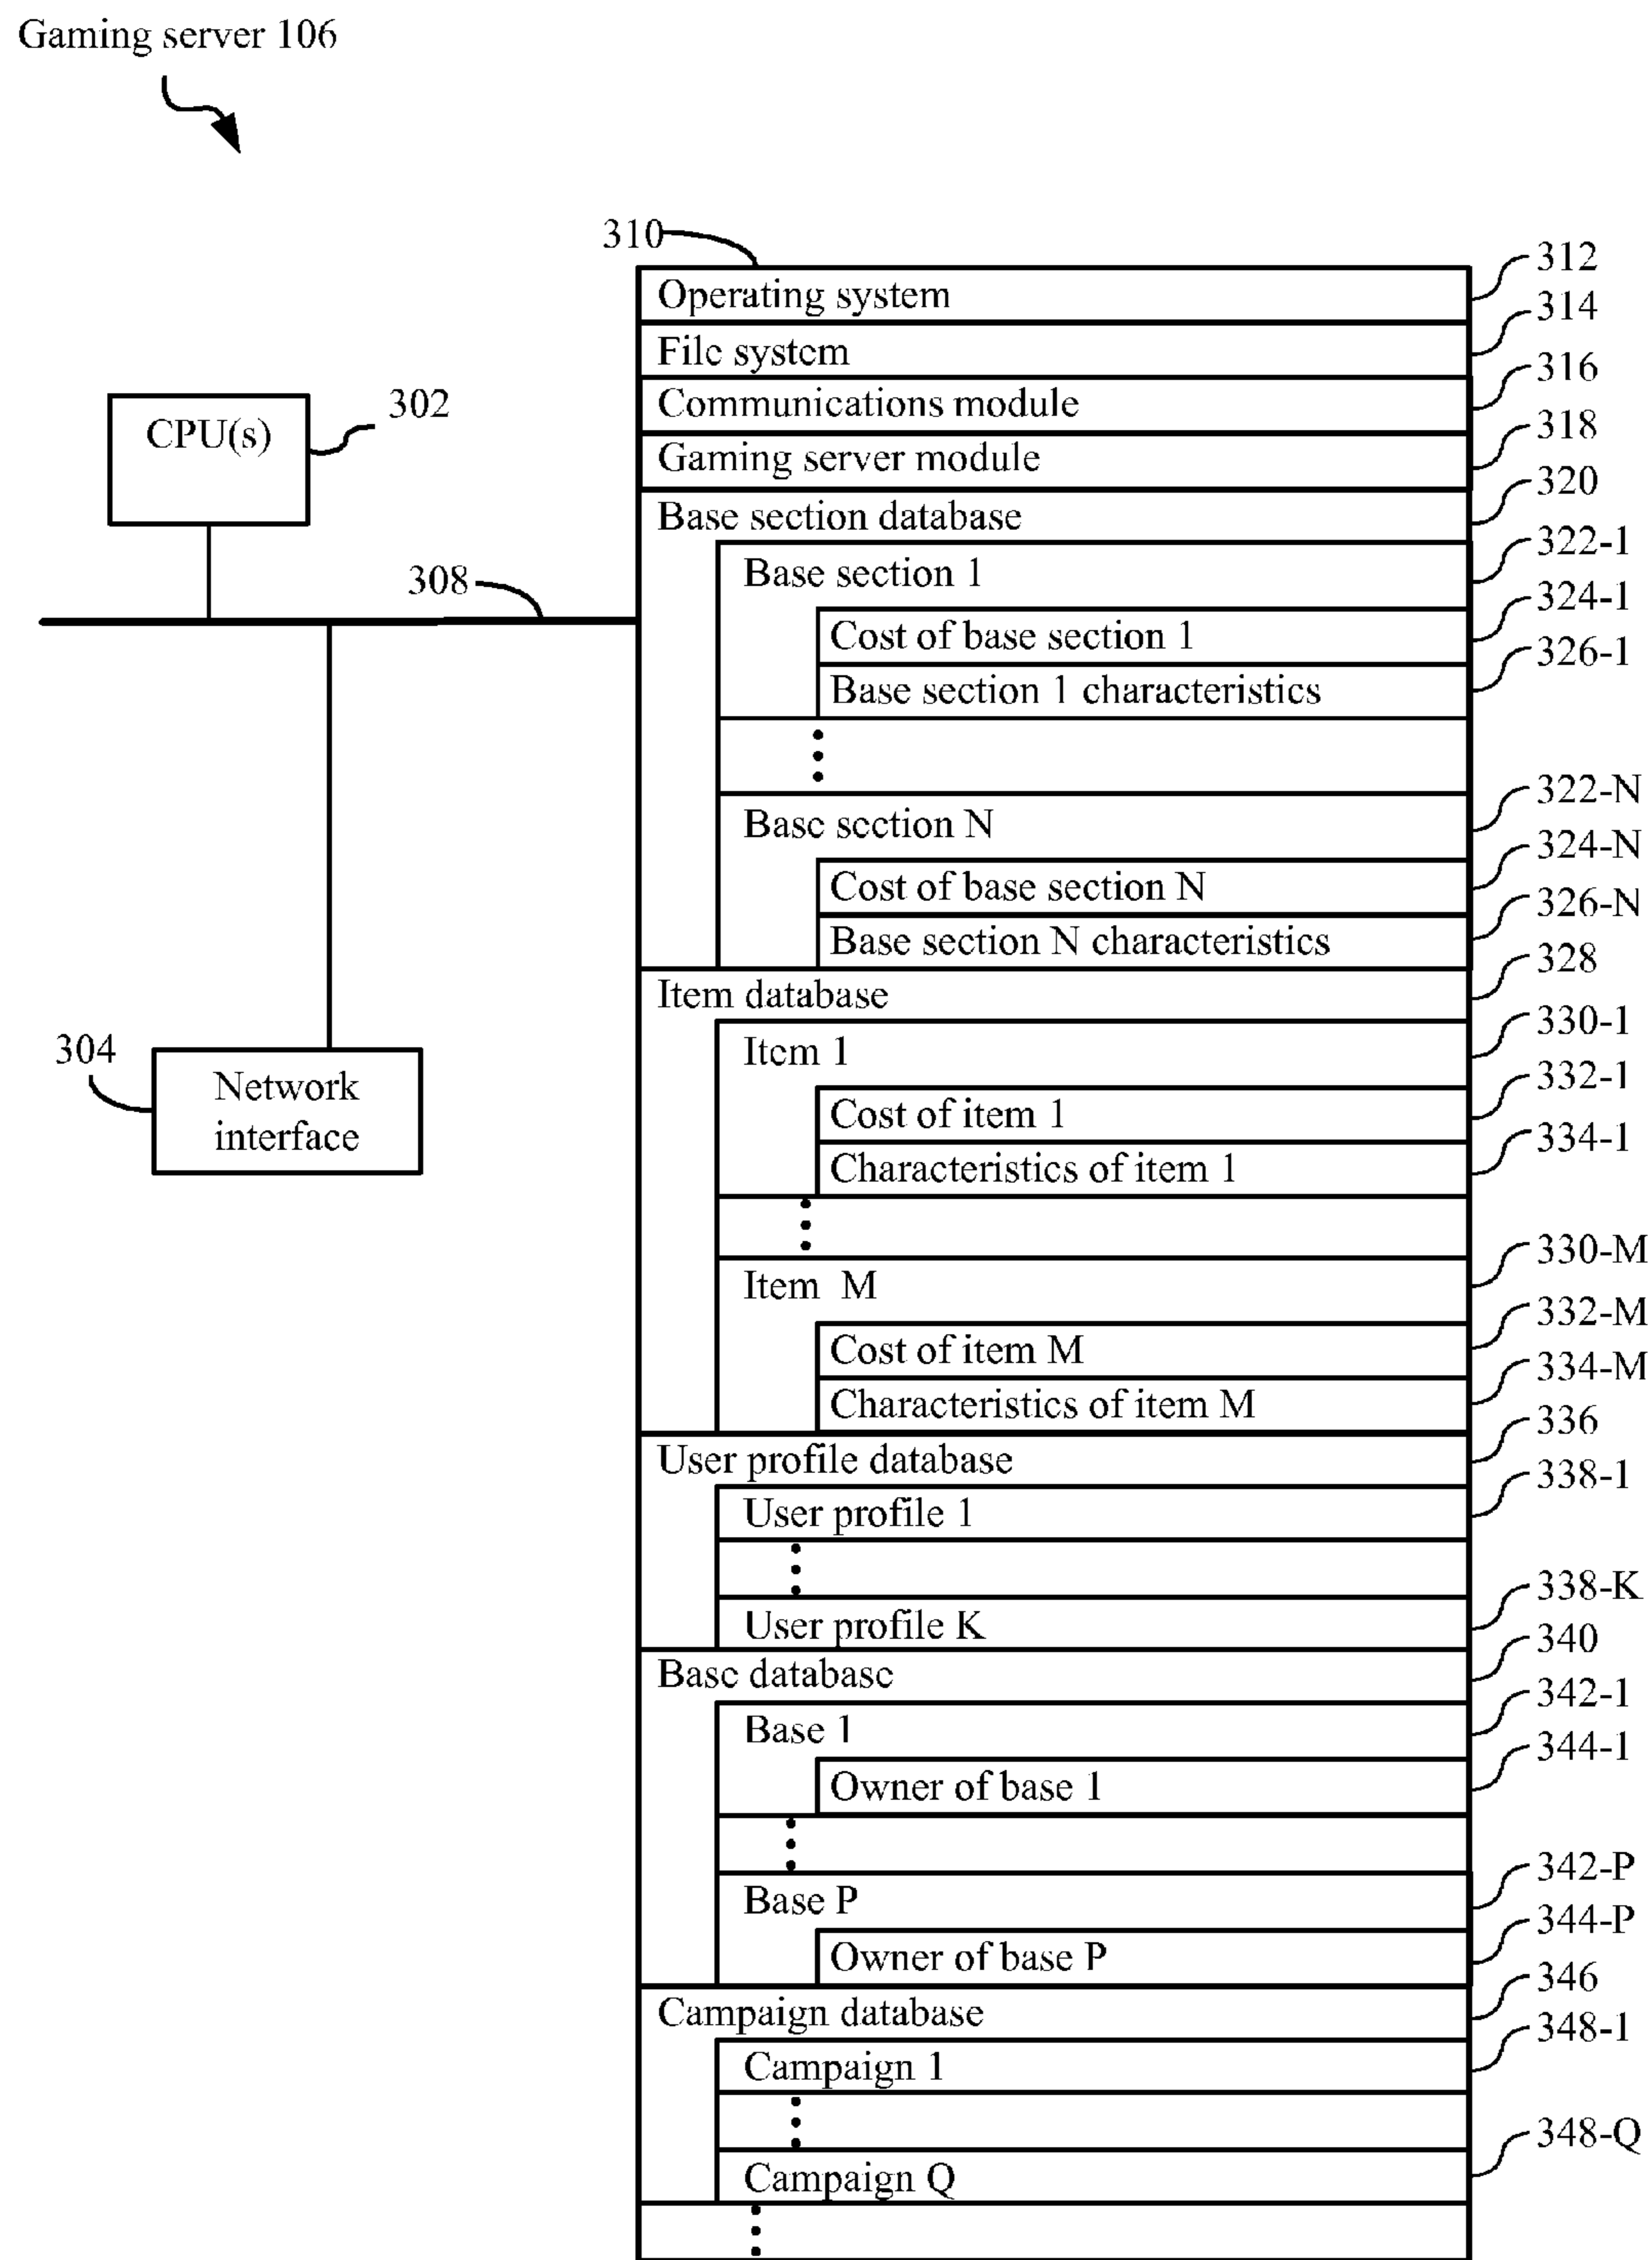 Gaming server 106
310
312
Operating system
314
File system
316
Communications module
302
CPU(s)
318
Gaming server module
320
Base section database
322-1
Base section 1
308
324-1
Cost of base section 1
326-1
Base section 1 characteristics
322-N
Base section N
324-N
Cost of base section N
326-N
Base section N characteristics
328
Item database
330-1
Item 1
304
Network
interface
332-1
Cost of item 1
334-1
Characteristics of item 1
330-M
Item M
332-M
Cost of item M
334-M
Characteristics of item M
336
User profile database
338-1
User profile 1
338-K
User profile K
340
Base database
342-1
Base 1
344-1
Owner of base 1
342-P
Base P
344-P
Owner of base P
346
Campaign database
348-1
Campaign 1
348-Q
Campaign Q